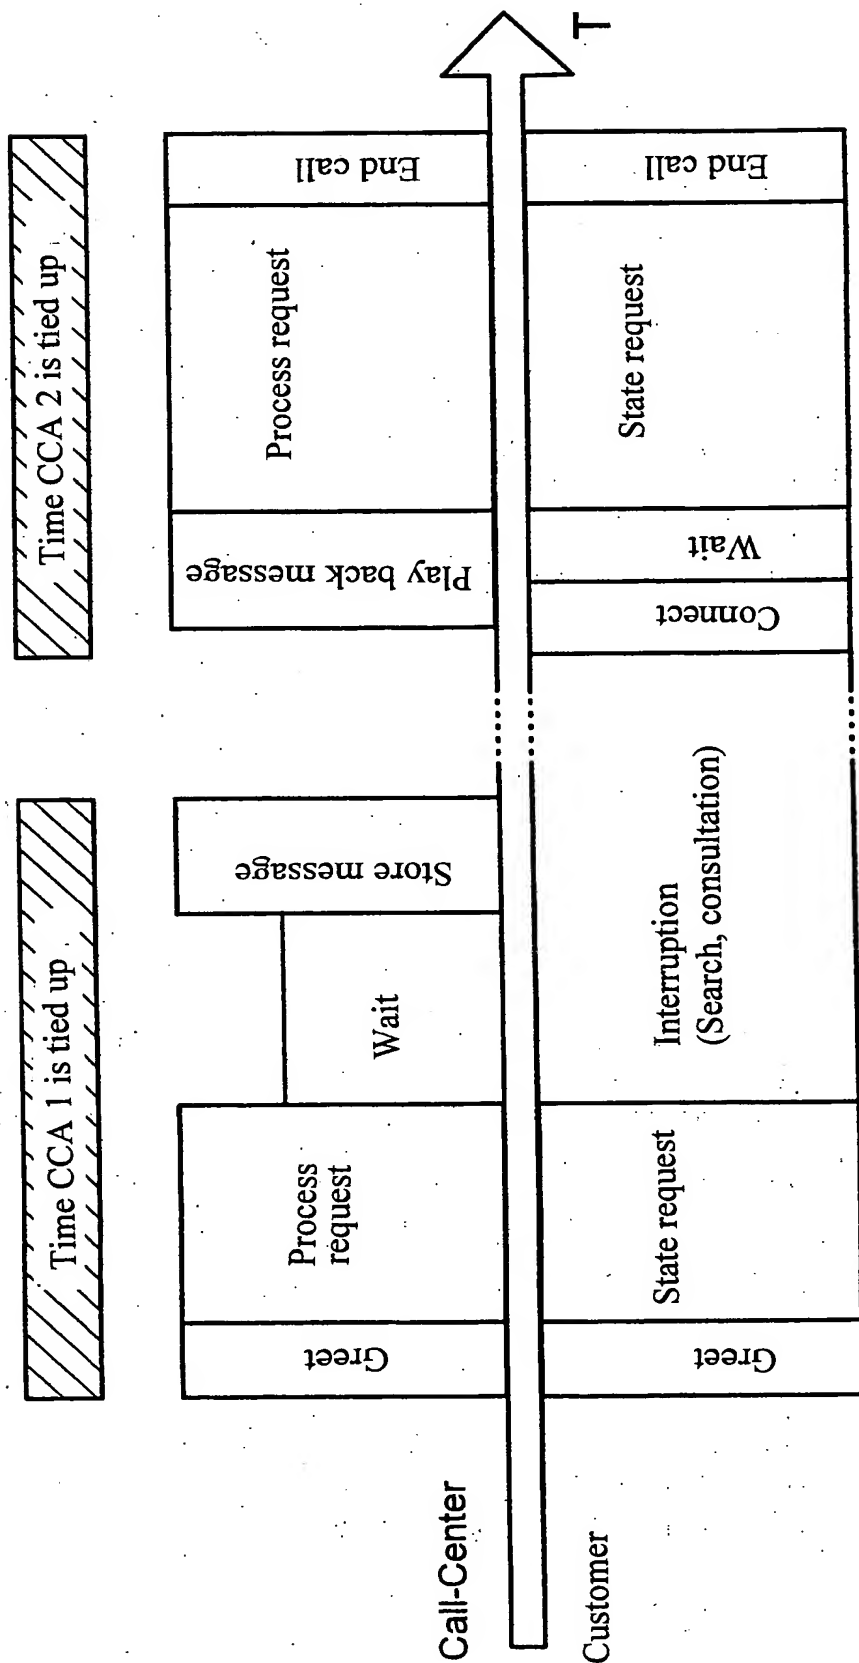 Time CCA 1 is tied up
Time CCA 2 is tied up
Call-Center
Greet
Process
request
Wait
Store message
Play back message
Process request
End call
T
Customer
Greet
State request
Interruption
(Search, consultation)
Connect
Wait
State request
End call